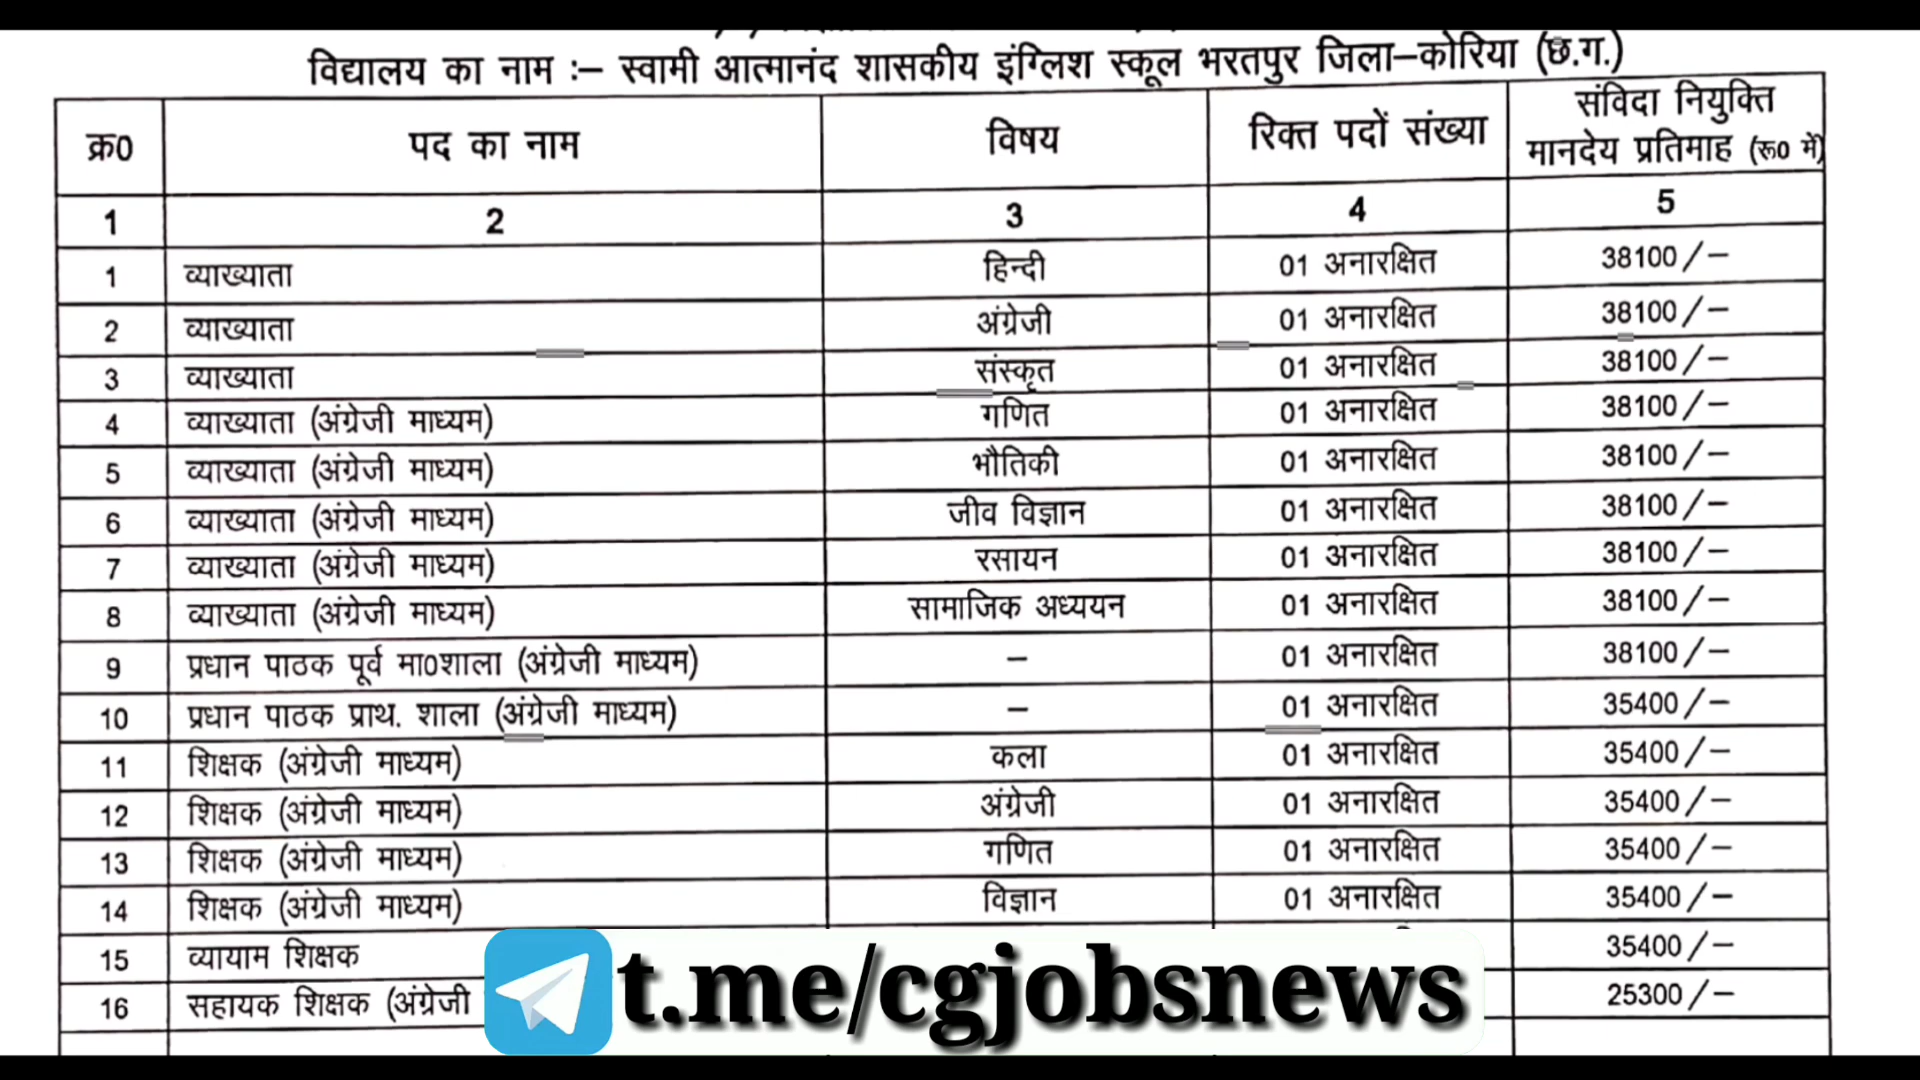 विद्यालय का नाम :– स्वामी आत्मानंद शासकीय इंग्लिश स्कूल भरतपुर जिला–कोरिया (छ.ग.)
क्र0 पद का नाम विषय रिक्त पदों संख्या संविदा नियुक्ति मानदेय प्रतिमाह (रू0 में)
1 2 3 4 5
1 व्याख्याता हिन्दी 01 अनारक्षित 38100/–
2 व्याख्याता अंग्रेजी 01 अनारक्षित 38100/–
3 व्याख्याता संस्कृत 01 अनारक्षित 38100/–
4 व्याख्याता (अंग्रेजी माध्यम) गणित 01 अनारक्षित 38100/–
5 व्याख्याता (अंग्रेजी माध्यम) भौतिकी 01 अनारक्षित 38100/–
6 व्याख्याता (अंग्रेजी माध्यम) जीव विज्ञान 01 अनारक्षित 38100/–
7 व्याख्याता (अंग्रेजी माध्यम) रसायन 01 अनारक्षित 38100/–
8 व्याख्याता (अंग्रेजी माध्यम) सामाजिक अध्ययन 01 अनारक्षित 38100/–
9 प्रधान पाठक पूर्व मा0शाला (अंग्रेजी माध्यम) – 01 अनारक्षित 38100/–
10 प्रधान पाठक प्राथ. शाला (अंग्रेजी माध्यम) – 01 अनारक्षित 35400/–
11 शिक्षक (अंग्रेजी माध्यम) कला 01 अनारक्षित 35400/–
12 शिक्षक (अंग्रेजी माध्यम) अंग्रेजी 01 अनारक्षित 35400/–
13 शिक्षक (अंग्रेजी माध्यम) गणित 01 अनारक्षित 35400/–
14 शिक्षक (अंग्रेजी माध्यम) विज्ञान 01 अनारक्षित 35400/–
15 व्यायाम शिक्षक 35400/–
16 सहायक शिक्षक (अंग्रेजी 25300/–
t.me/cgjobsnews